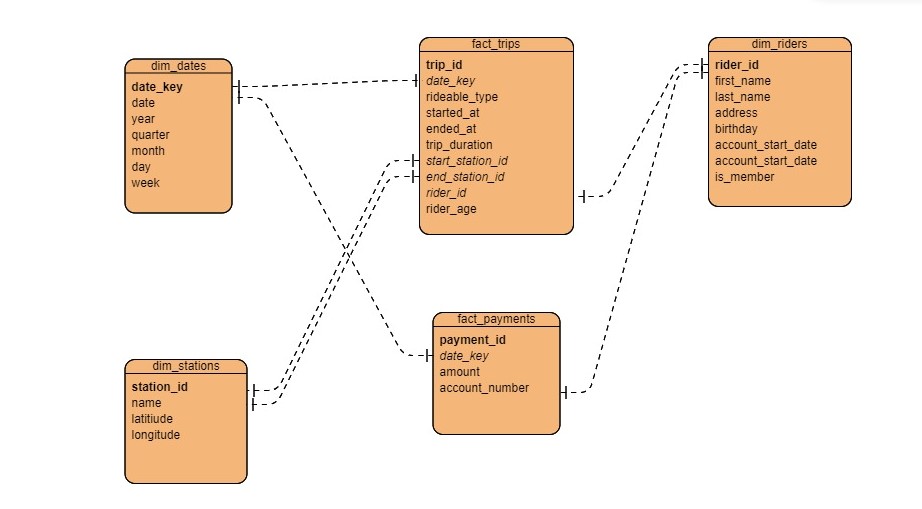 dim_dates
date_key
date
year
quarter
month
day
week
fact_trips
trip_id
date_key
rideable_type
started_at
ended_at
trip_duration
start_station_id
end_station_id
rider_id
rider_age
dim_riders
rider_id
first_name
last_name
address
birthday
account_start_date
account_start_date
is_member
dim_stations
station_id
name
latitiude
longitude
fact_payments
payment_id
date_key
amount
account_number